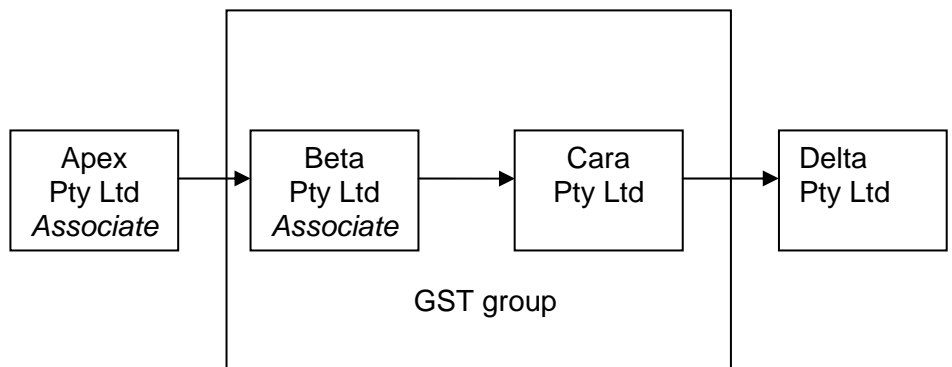 Apex
Pty Ltd
Associate
Beta
Pty Ltd
Associate
Cara
Pty Ltd
Delta
Pty Ltd
GST group